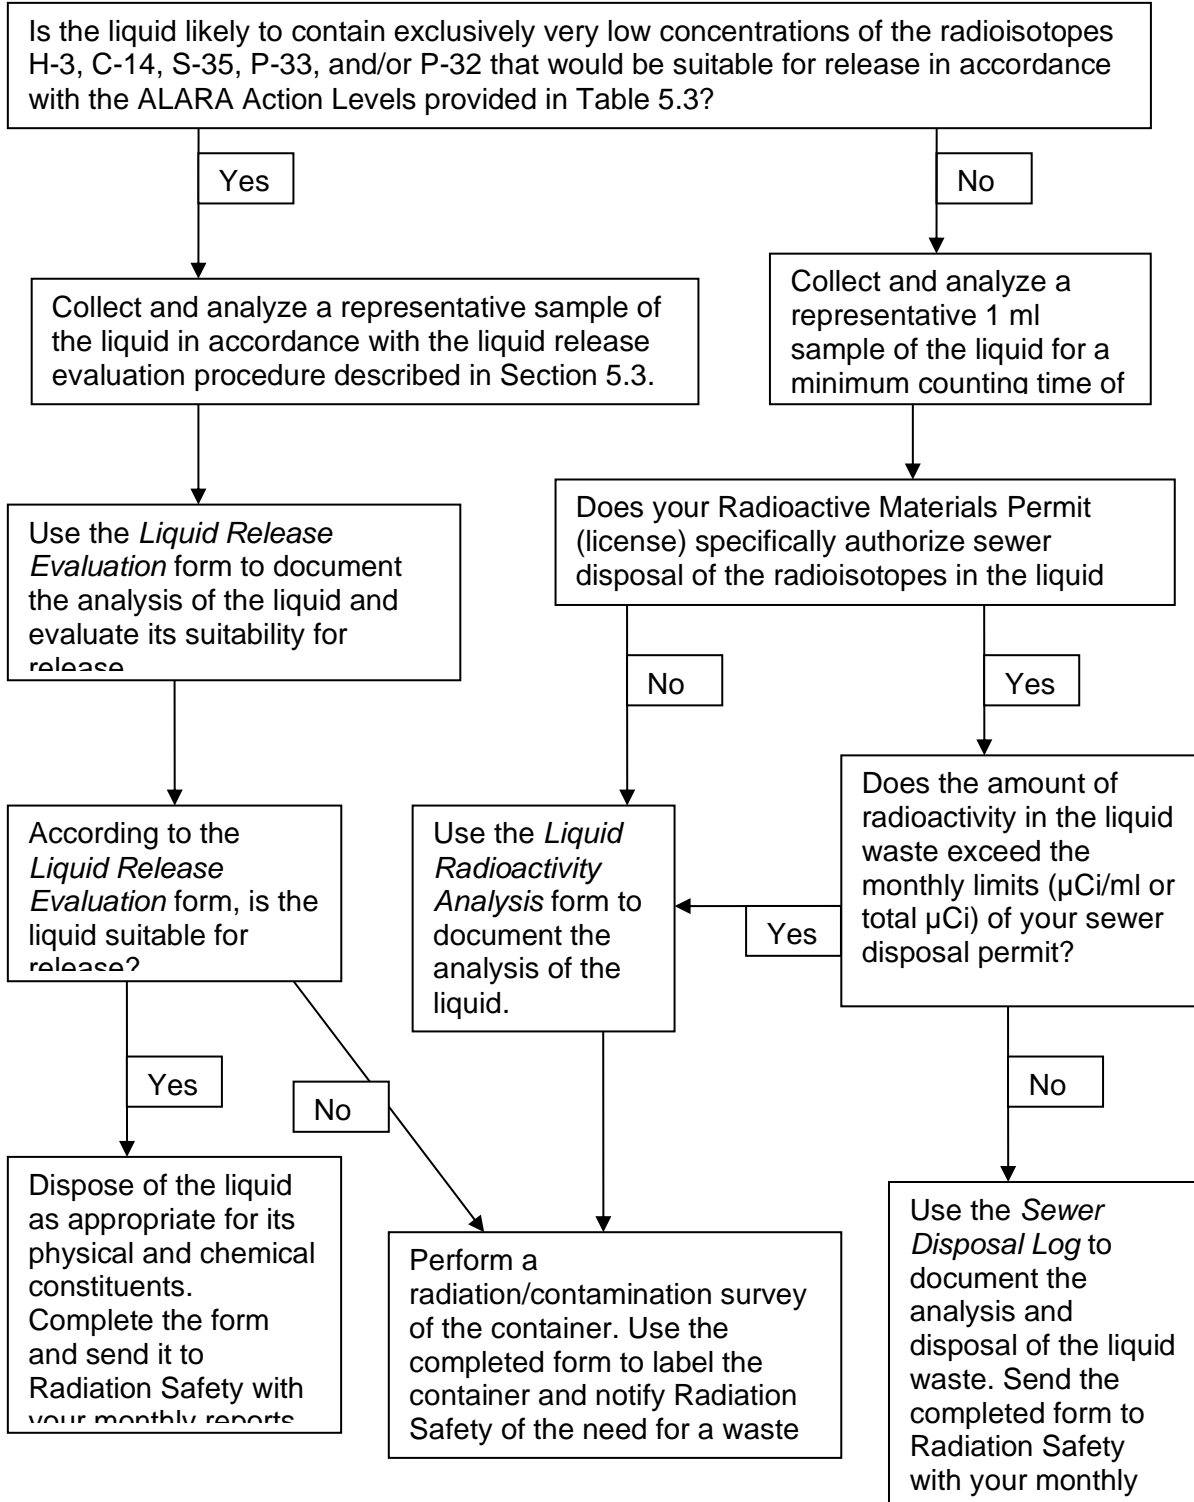 Is the liquid likely to contain exclusively very low concentrations of the radioisotopes
H-3, C-14, S-35, P-33, and/or P-32 that would be suitable for release in accordance
with the ALARA Action Levels provided in Table 5.3?
Yes
No
Collect and analyze a representative sample of
the liquid in accordance with the liquid release
evaluation procedure described in Section 5.3.
Collect and analyze a
representative 1 ml
sample of the liquid for a
minimum counting time of
Use the Liquid Release
Evaluation form to document
the analysis of the liquid and
evaluate its suitability for
release
Does your Radioactive Materials Permit
(license) specifically authorize sewer
disposal of the radioisotopes in the liquid
No
Yes
According to the
Liquid Release
Evaluation form, is the
liquid suitable for
release?
Use the Liquid
Radioactivity
Analysis form to
document the
analysis of the
liquid.
Yes
Does the amount of
radioactivity in the liquid
waste exceed the
monthly limits (µCi/ml or
total µCi) of your sewer
disposal permit?
Yes
No
No
Dispose of the liquid
as appropriate for its
physical and chemical
constituents.
Complete the form
and send it to
Radiation Safety with
your monthly reports
Perform a
radiation/contamination survey
of the container. Use the
completed form to label the
container and notify Radiation
Safety of the need for a waste
Use the Sewer
Disposal Log to
document the
analysis and
disposal of the liquid
waste. Send the
completed form to
Radiation Safety
with your monthly